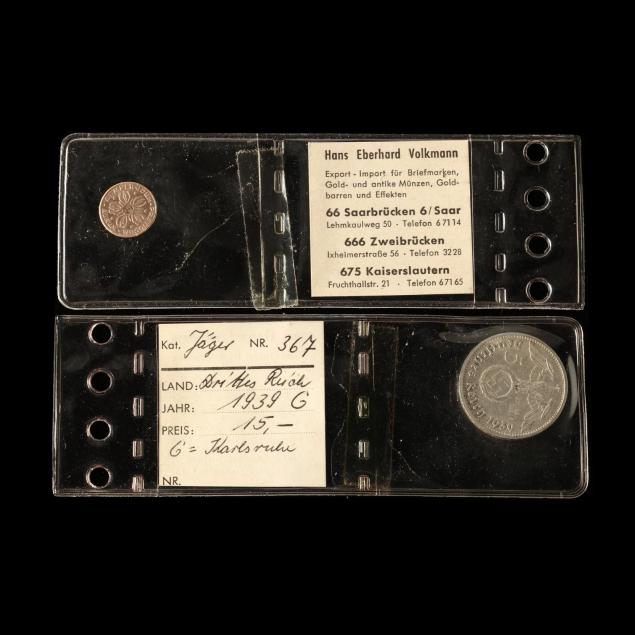 Hans Eberhard Volkmann
Export - Import für Briefmarken,
Gold- und antike Münzen, Gold-
barren und Effekten
66 Saarbrücken 6/Saar
Lehmkaulweg 50 · Telefon 67114
666 Zweibrücken
Ixheimerstraße 56 · Telefon 3228
675 Kaiserslautern
Fruchthallstr. 21 · Telefon 67165
Kat. Jäger NR. 367
LAND: Drittes Reich
JAHR: 1939 G
PREIS: 15,-
G = Karlsruhe
NR.
1939